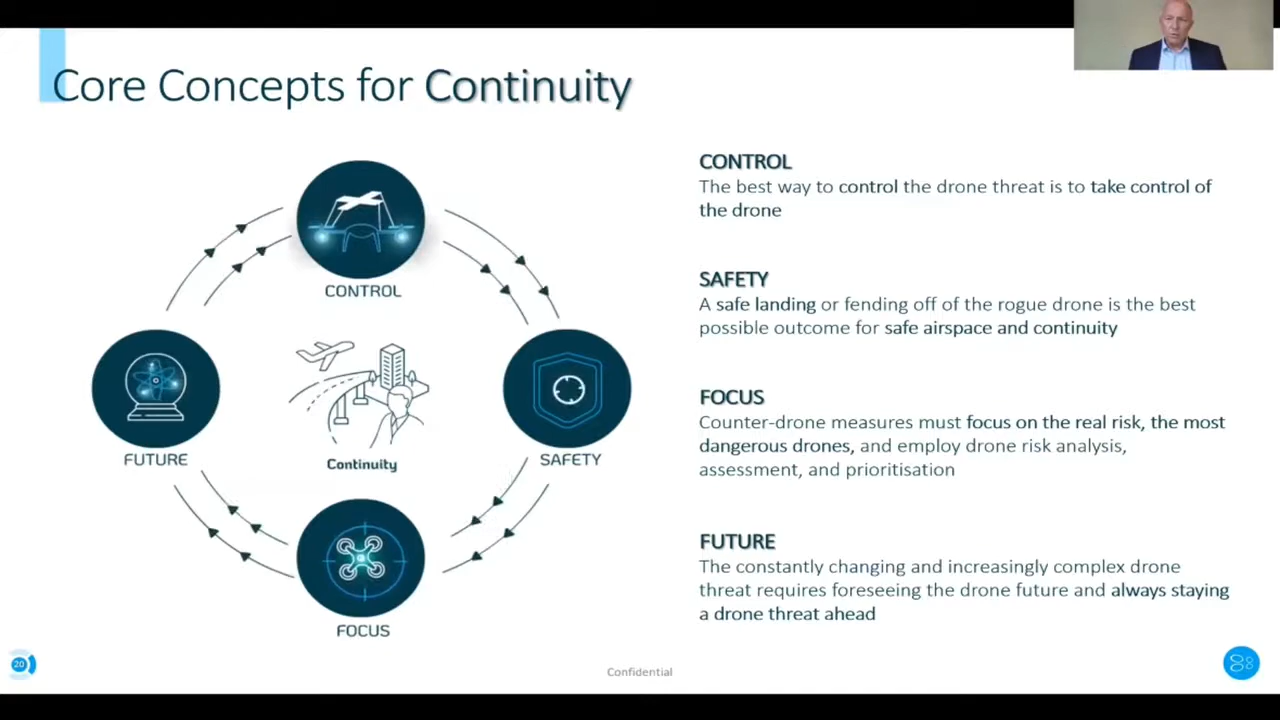 Core Concepts for Continuity
CONTROL
FUTURE
Continuity
SAFETY
FOCUS
CONTROL
The best way to control the drone threat is to take control of
the drone
SAFETY
A safe landing or fending off of the rogue drone is the best
possible outcome for safe airspace and continuity
FOCUS
Counter-drone measures must focus on the real risk, the most
dangerous drones, and employ drone risk analysis,
assessment, and prioritisation
FUTURE
The constantly changing and increasingly complex drone
threat requires foreseeing the drone future and always staying
a drone threat ahead
20
Confidential